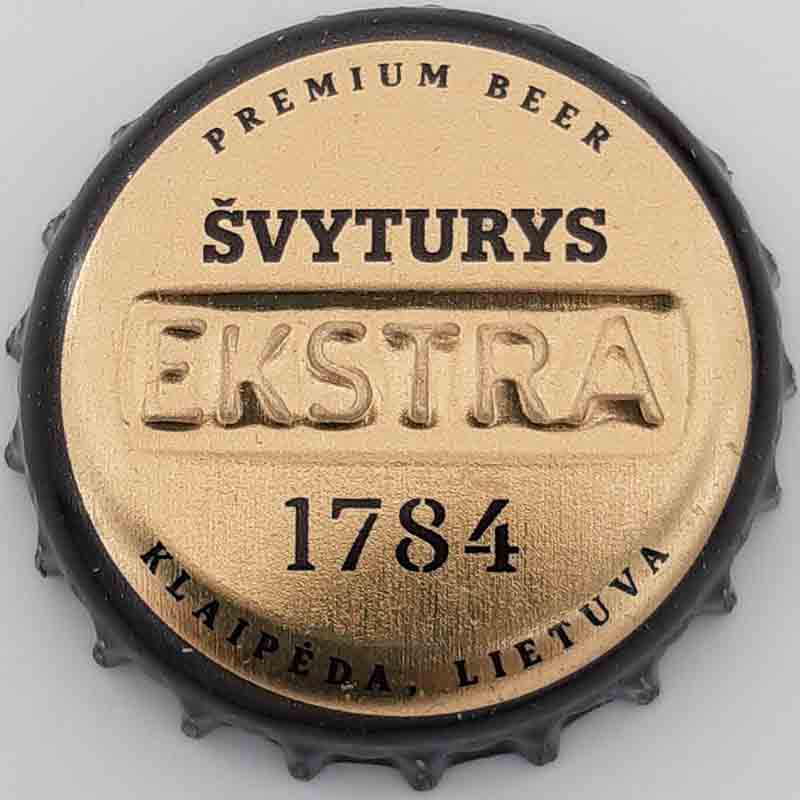 PREMIUM BEER
ŠVYTURYS
EKSTRA
1784
KLAIPĖDA, LIETUVA